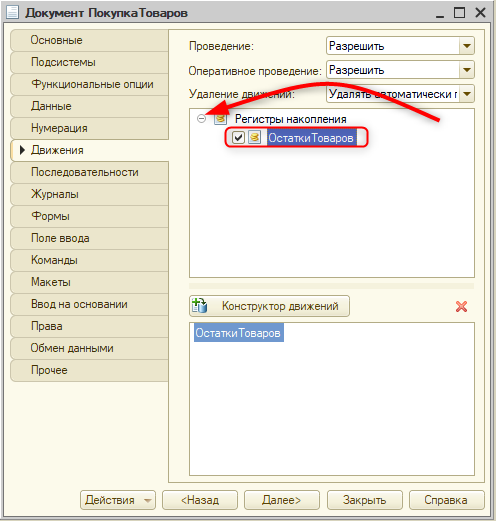 Документ ПокупкаТоваров
Основные
Подсистемы
Функциональные опции
Данные
Нумерация
Движения
Последовательности
Журналы
Формы
Поле ввода
Команды
Макеты
Ввод на основании
Права
Обмен данными
Прочее
Проведение: Разрешить
Оперативное проведение: Разрешить
Удаление движений: Удалять автоматически г
Регистры накопления
ОстаткиТоваров
Конструктор движений
ОстаткиТоваров
Действия <Назад Далее> Закрыть Справка